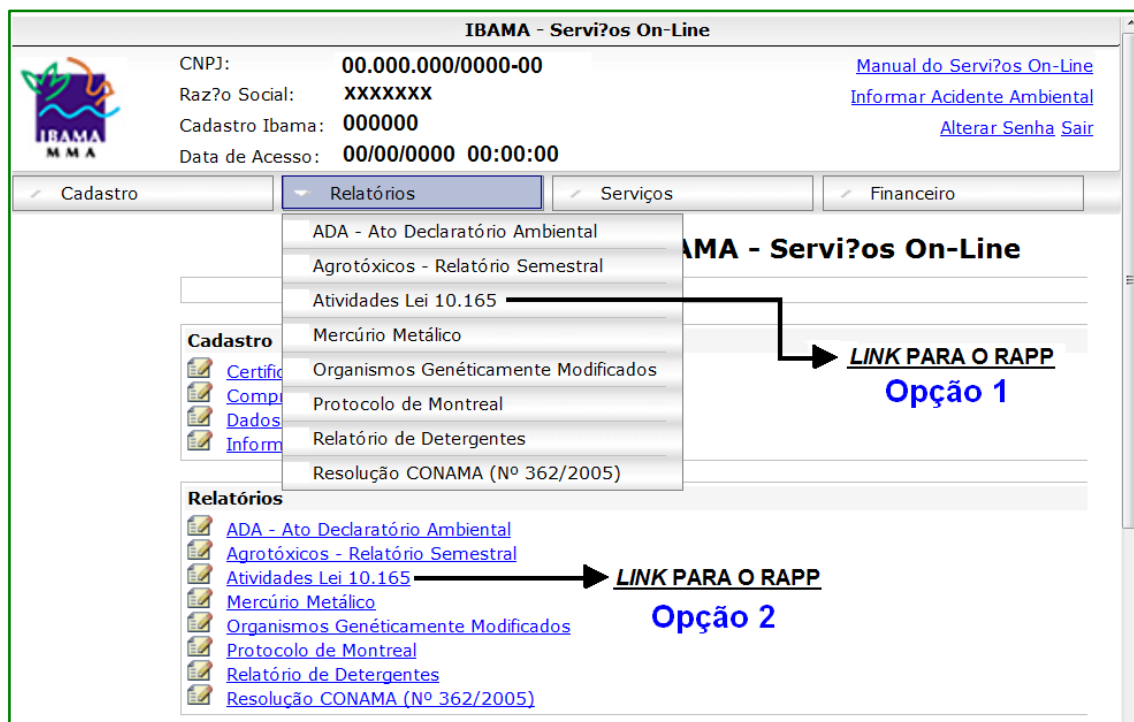 IBAMA - Servi?os On-Line
IBAMA
M M A
CNPJ: 00.000.000/0000-00
Raz?o Social: XXXXXXX
Cadastro Ibama: 000000
Data de Acesso: 00/00/0000 00:00:00
Manual do Servi?os On-Line
Informar Acidente Ambiental
Alterar Senha Sair
Cadastro Relatórios Serviços Financeiro
ADA - Ato Declaratório Ambiental
Agrotóxicos - Relatório Semestral
Atividades Lei 10.165
Mercúrio Metálico
Organismos Genéticamente Modificados
Protocolo de Montreal
Relatório de Detergentes
Resolução CONAMA (Nº 362/2005)
AMA - Servi?os On-Line
LINK PARA O RAPP
Opção 1
Cadastro
Certific
Compr
Dados
Inform
Relatórios
ADA - Ato Declaratório Ambiental
Agrotóxicos - Relatório Semestral
Atividades Lei 10.165
Mercúrio Metálico
Organismos Genéticamente Modificados
Protocolo de Montreal
Relatório de Detergentes
Resolução CONAMA (Nº 362/2005)
LINK PARA O RAPP
Opção 2